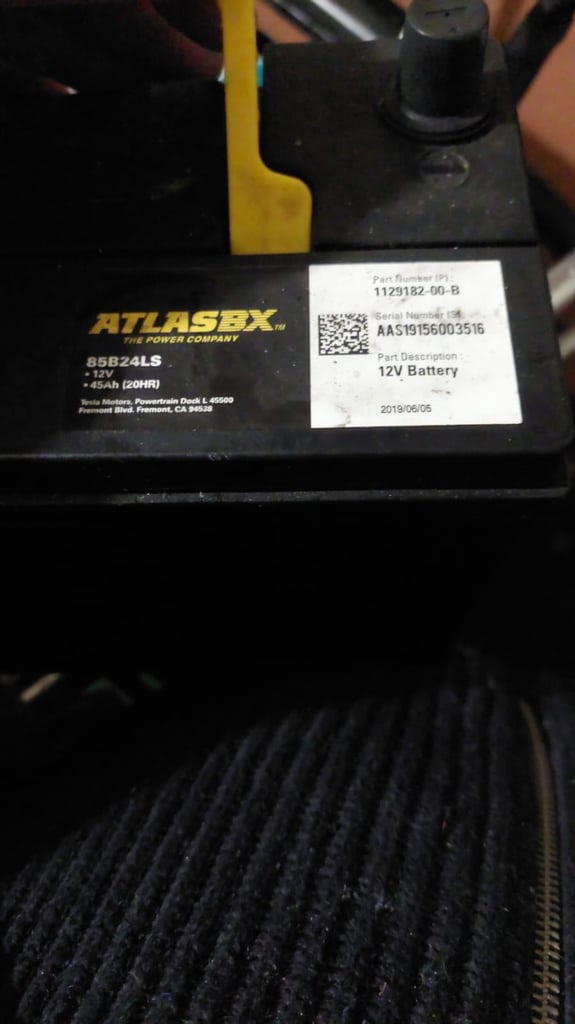 ATLASBX TM
THE POWER COMPANY
85B24LS
• 12V
• 45Ah (20HR)
Tesla Motors, Powertrain Dock L 45500
Fremont Blvd. Fremont, CA 94538
Part Number (P) :
1129182-00-B
Serial Number (S) :
AAS19156003516
Part Description :
12V Battery
2019/06/05